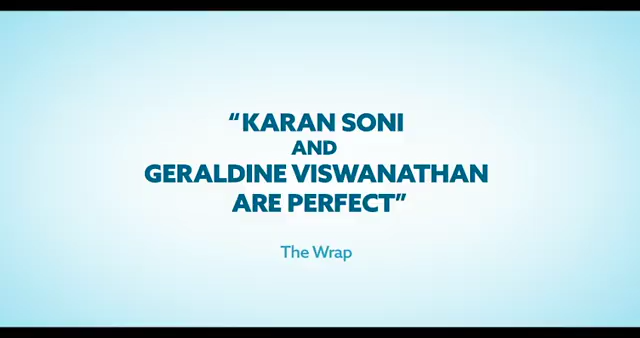 “KARAN SONI
AND
GERALDINE VISWANATHAN
ARE PERFECT”
The Wrap